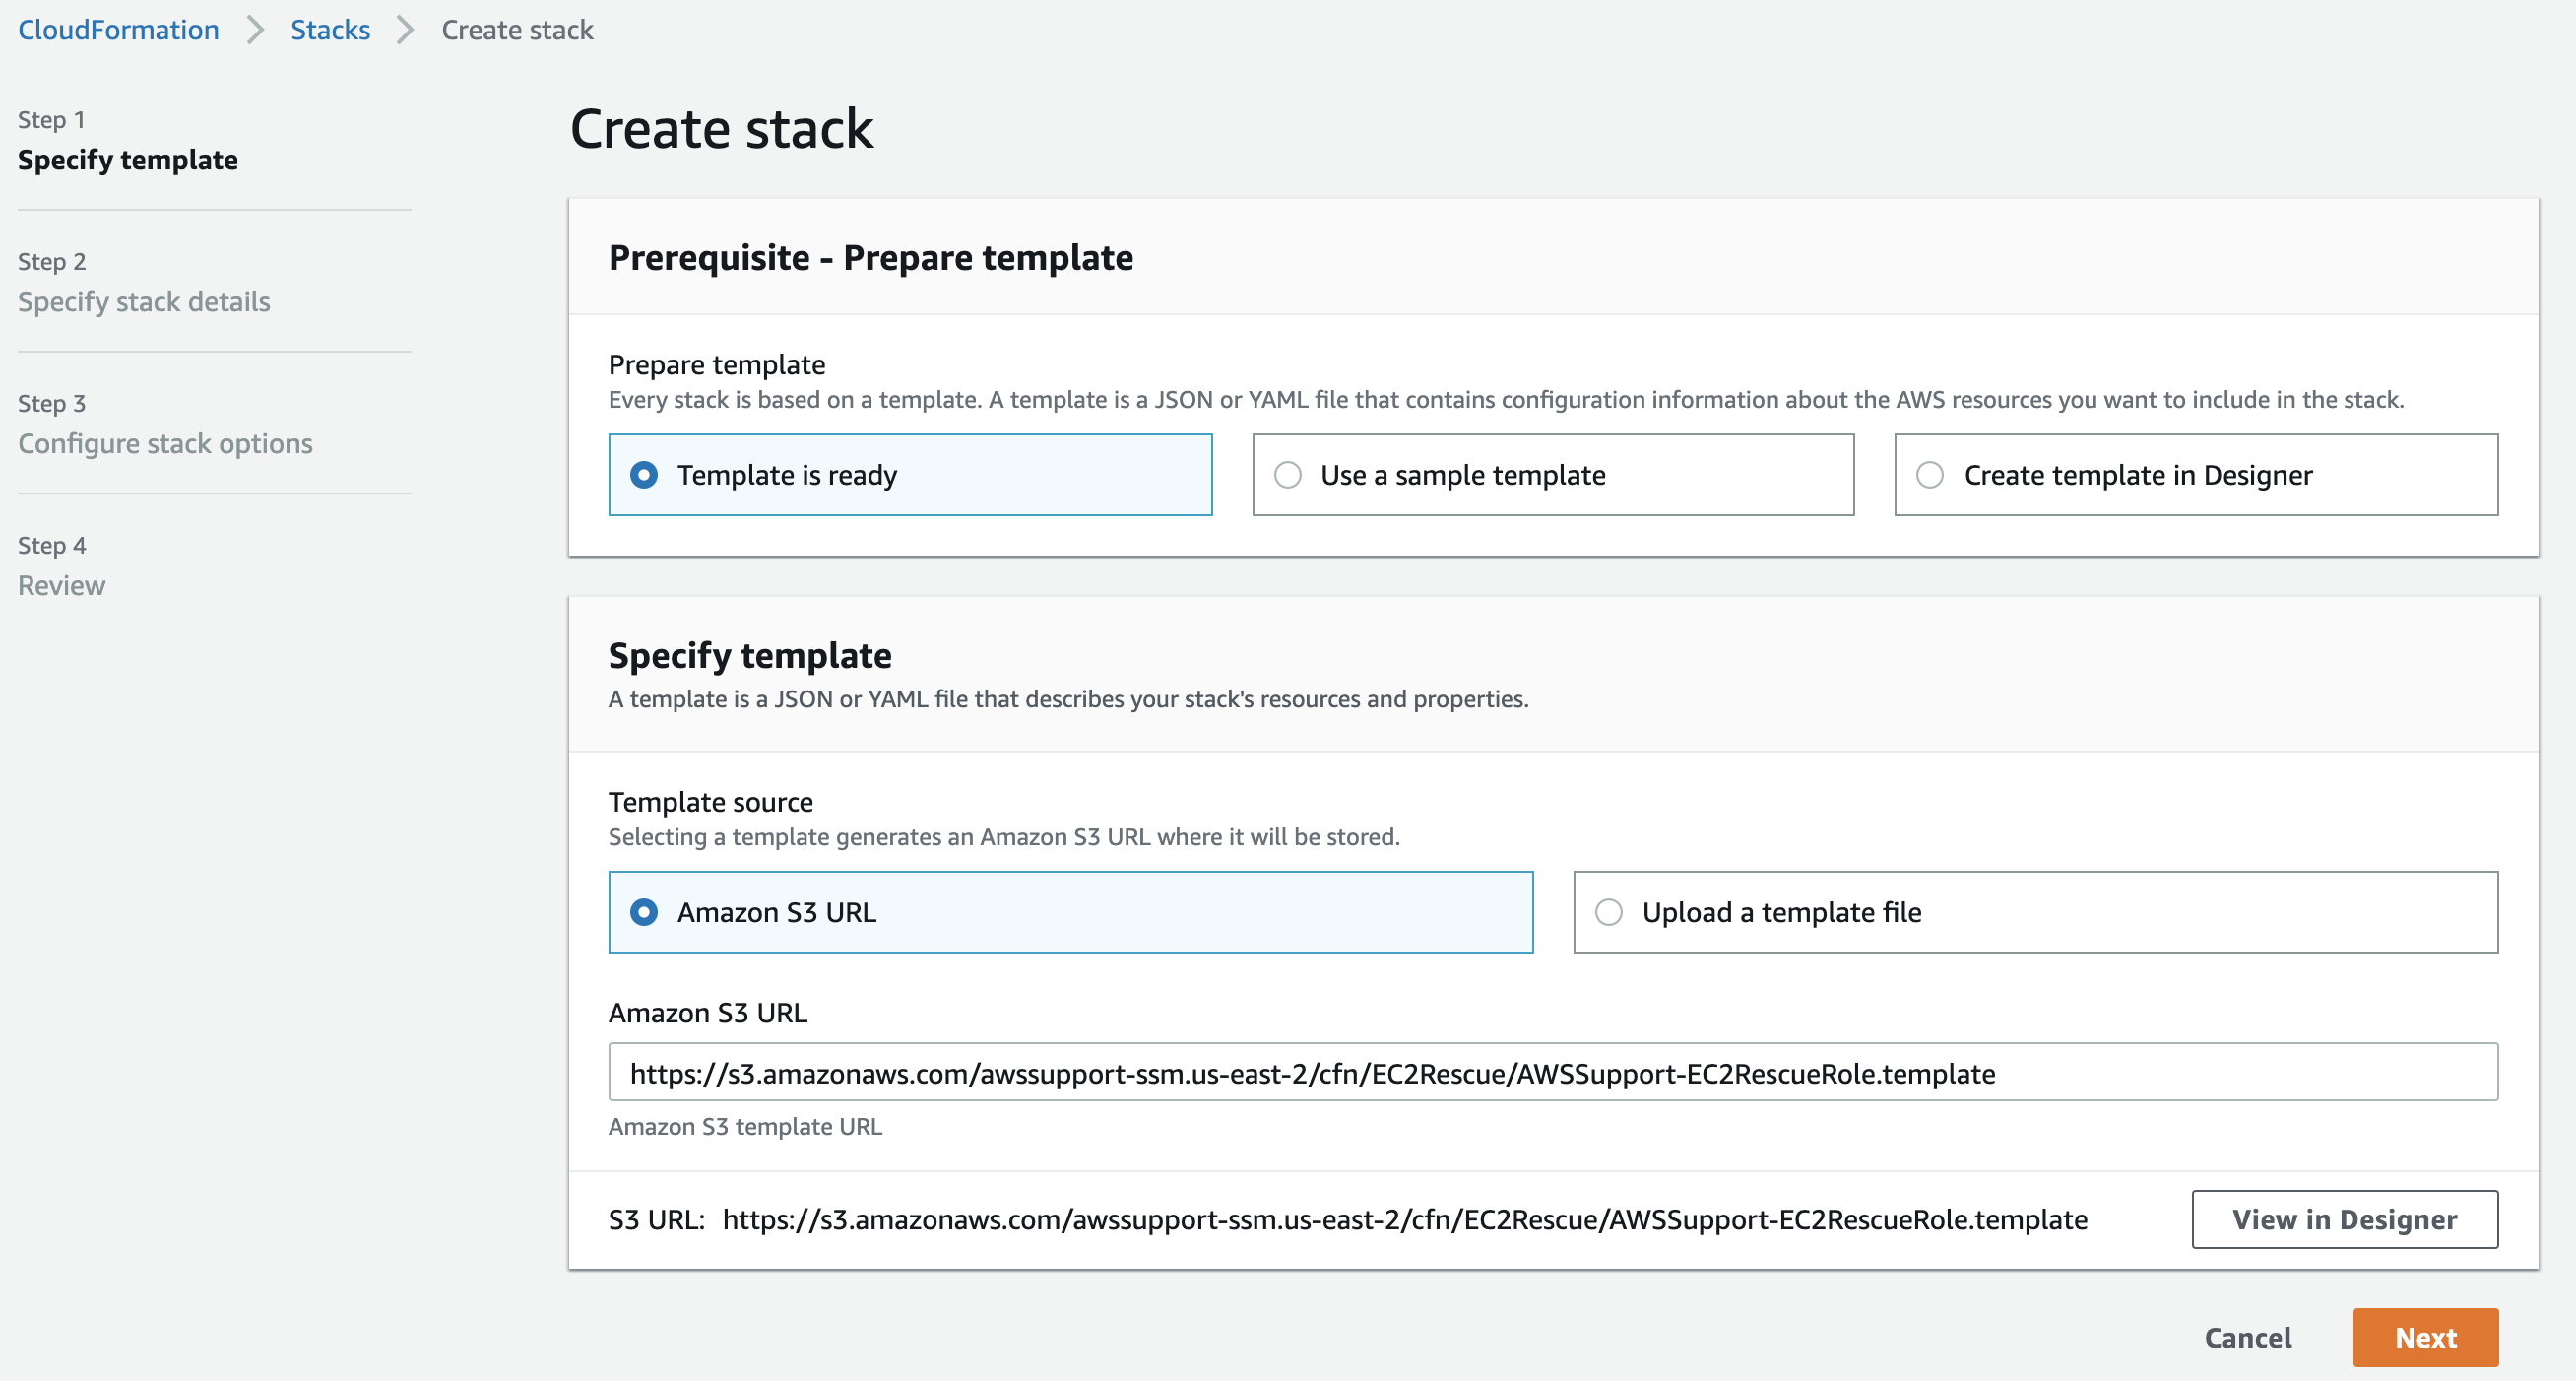 CloudFormation > Stacks > Create stack
Step 1
Specify template
Step 2
Specify stack details
Step 3
Configure stack options
Step 4
Review
Create stack
Prerequisite - Prepare template
Prepare template
Every stack is based on a template. A template is a JSON or YAML file that contains configuration information about the AWS resources you want to include in the stack.
Template is ready
Use a sample template
Create template in Designer
Specify template
A template is a JSON or YAML file that describes your stack's resources and properties.
Template source
Selecting a template generates an Amazon S3 URL where it will be stored.
Amazon S3 URL
Upload a template file
Amazon S3 URL
https://s3.amazonaws.com/awssupport-ssm.us-east-2/cfn/EC2Rescue/AWSSupport-EC2RescueRole.template
Amazon S3 template URL
S3 URL: https://s3.amazonaws.com/awssupport-ssm.us-east-2/cfn/EC2Rescue/AWSSupport-EC2RescueRole.template
View in Designer
Cancel
Next